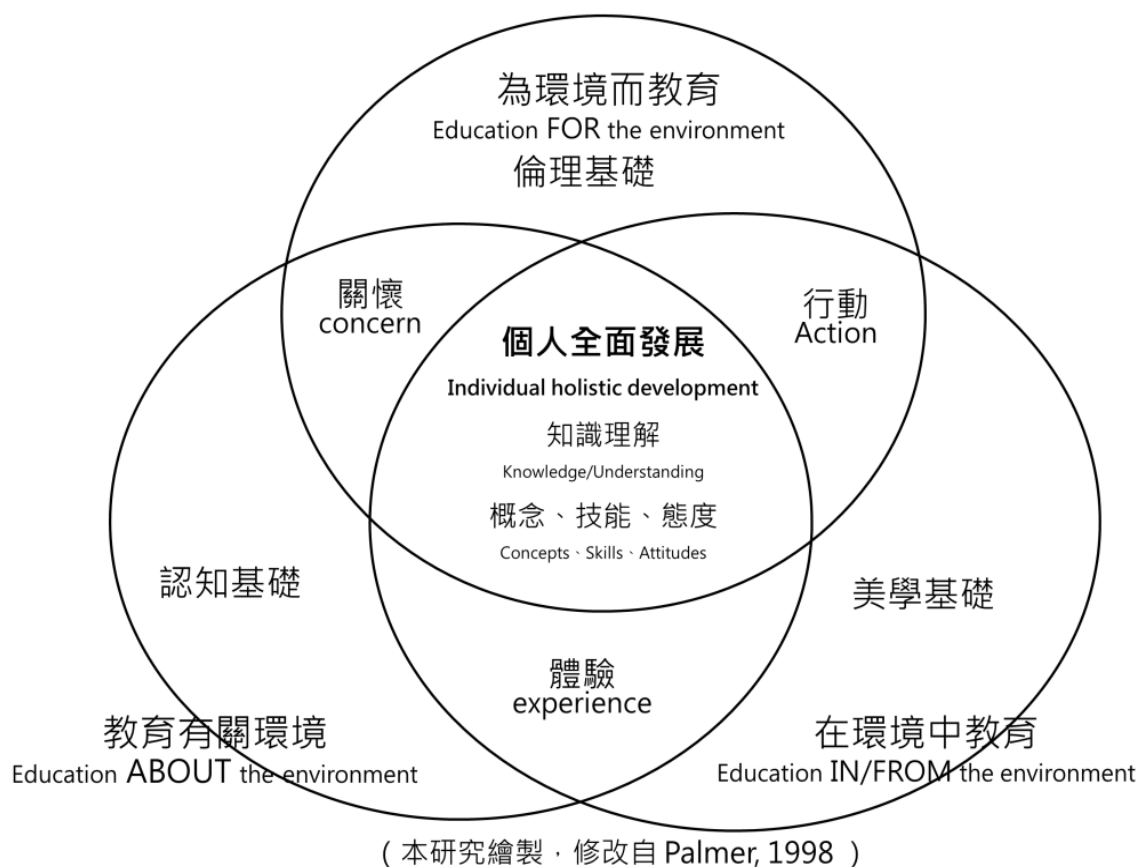 為環境而教育
Education FOR the environment
倫理基礎
關懷
concern
行動
Action
個人全面發展
Individual holistic development
知識理解
Knowledge/Understanding
概念、技能、態度
Concepts、Skills、Attitudes
認知基礎
美學基礎
體驗
experience
教育有關環境
Education ABOUT the environment
在環境中教育
Education IN/FROM the environment
（本研究繪製，修改自 Palmer, 1998 ）